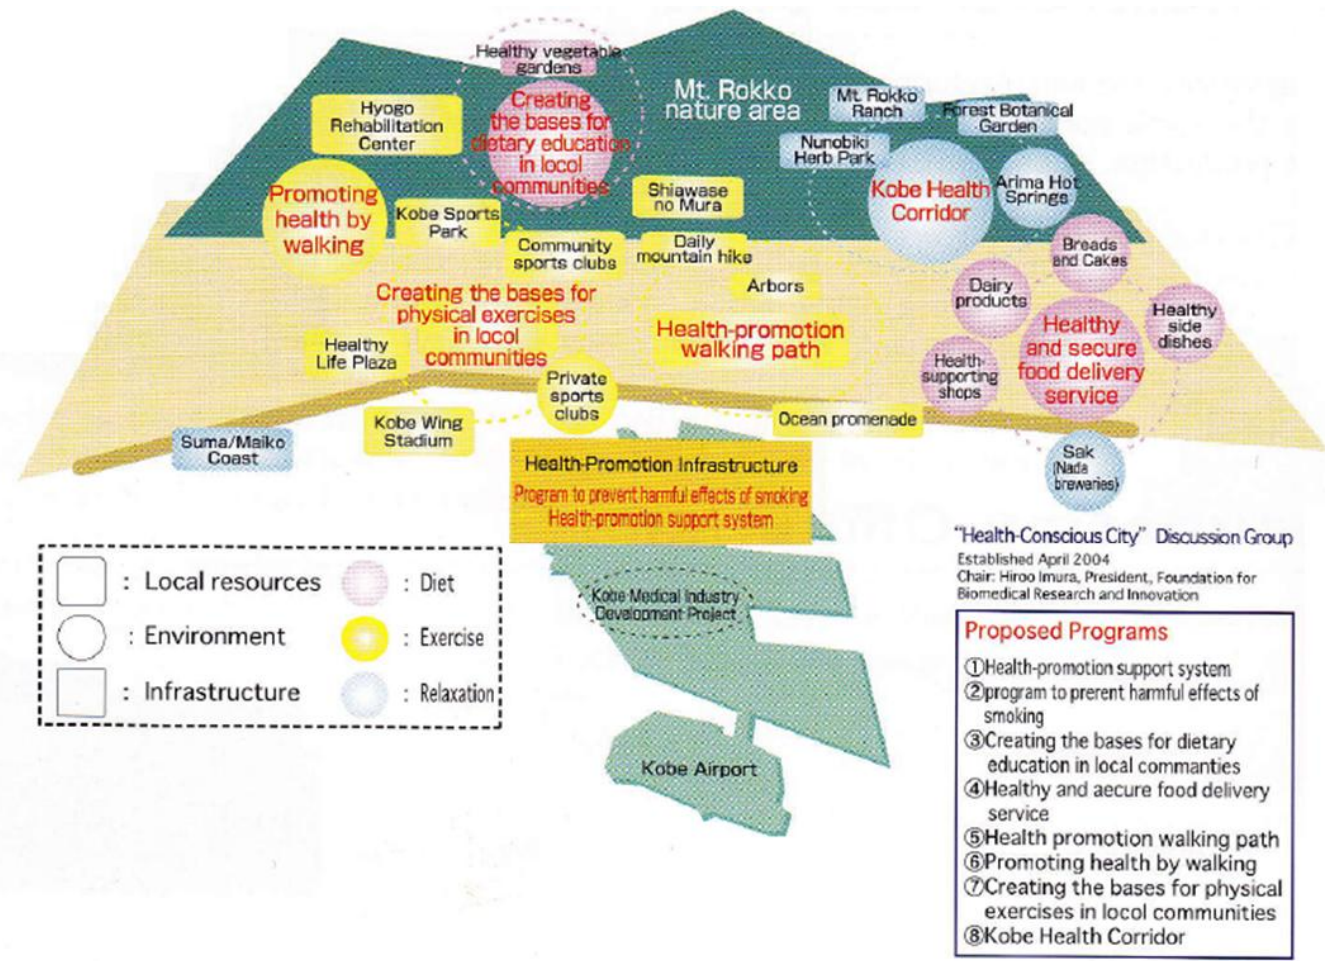 Healthy vegetable
gardens
Creating
the bases for
dietary education
in locol
communities
Mt. Rokko
nature area
Mt. Rokko
Ranch
Forest Botanical
Garden
Hyogo
Rehabilitation
Center
Nunobiki
Herb Park
Promoting
health by
walking
Kobe Sports
Park
Shiawase
no Mura
Kobe Health
Corridor
Arima Hot
Springs
Community
sports clubs
Daily
mountain hike
Breads
and Cakes
Arbors
Dairy
products
Creating the bases for
physical exercises
in locol
communities
Health-promotion
walking path
Healthy
and secure
food delivery
service
Healthy
side
dishes
Healthy
Life Plaza
Health-
supporting
shops
Private
sports
clubs
Kobe Wing
Stadium
Ocean promenade
Suma/Maiko
Coast
Sak
(Nada
breweries)
Health-Promotion Infrastructure
Program to prevent harmful effects of smoking
Health-promotion support system
"Health-Conscious City" Discussion Group
Established April 2004
Chair: Hiroo Imura, President, Foundation for
Biomedical Research and Innovation
: Local resources
: Diet
: Environment
: Exercise
: Infrastructure
: Relaxation
Kobe Medical Industry
Development Project
Kobe Airport
Proposed Programs
①Health-promotion support system
②program to prerent harmful effects of
smoking
③Creating the bases for dietary
education in local commanties
④Healthy and aecure food delivery
service
⑤Health promotion walking path
⑥Promoting health by walking
⑦Creating the bases for physical
exercises in locol communities
⑧Kobe Health Corridor